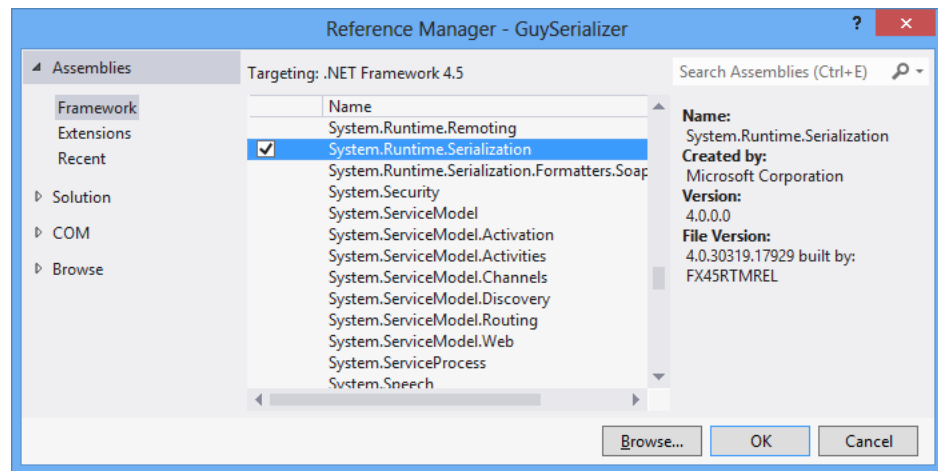 Reference Manager - GuySerializer
?
Assemblies
Framework
Extensions
Recent
Solution
COM
Browse
Targeting: .NET Framework 4.5
Name
System.Runtime.Remoting
System.Runtime.Serialization
System.Runtime.Serialization.Formatters.Soap
System.Security
System.ServiceModel
System.ServiceModel.Activation
System.ServiceModel.Activities
System.ServiceModel.Channels
System.ServiceModel.Discovery
System.ServiceModel.Routing
System.ServiceModel.Web
System.ServiceProcess
System.Speech
Search Assemblies (Ctrl+E)
Name:
System.Runtime.Serialization
Created by:
Microsoft Corporation
Version:
4.0.0.0
File Version:
4.0.30319.17929 built by:
FX45RTMREL
Browse...
OK
Cancel